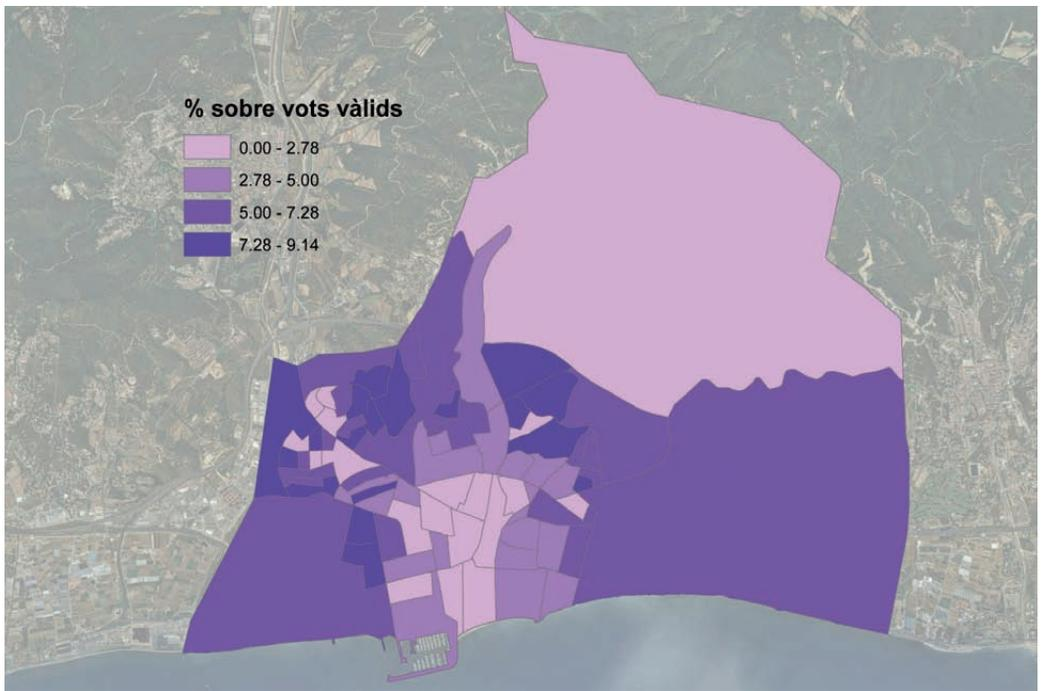 % sobre vots vàlids
0.00 - 2.78
2.78 - 5.00
5.00 - 7.28
7.28 - 9.14